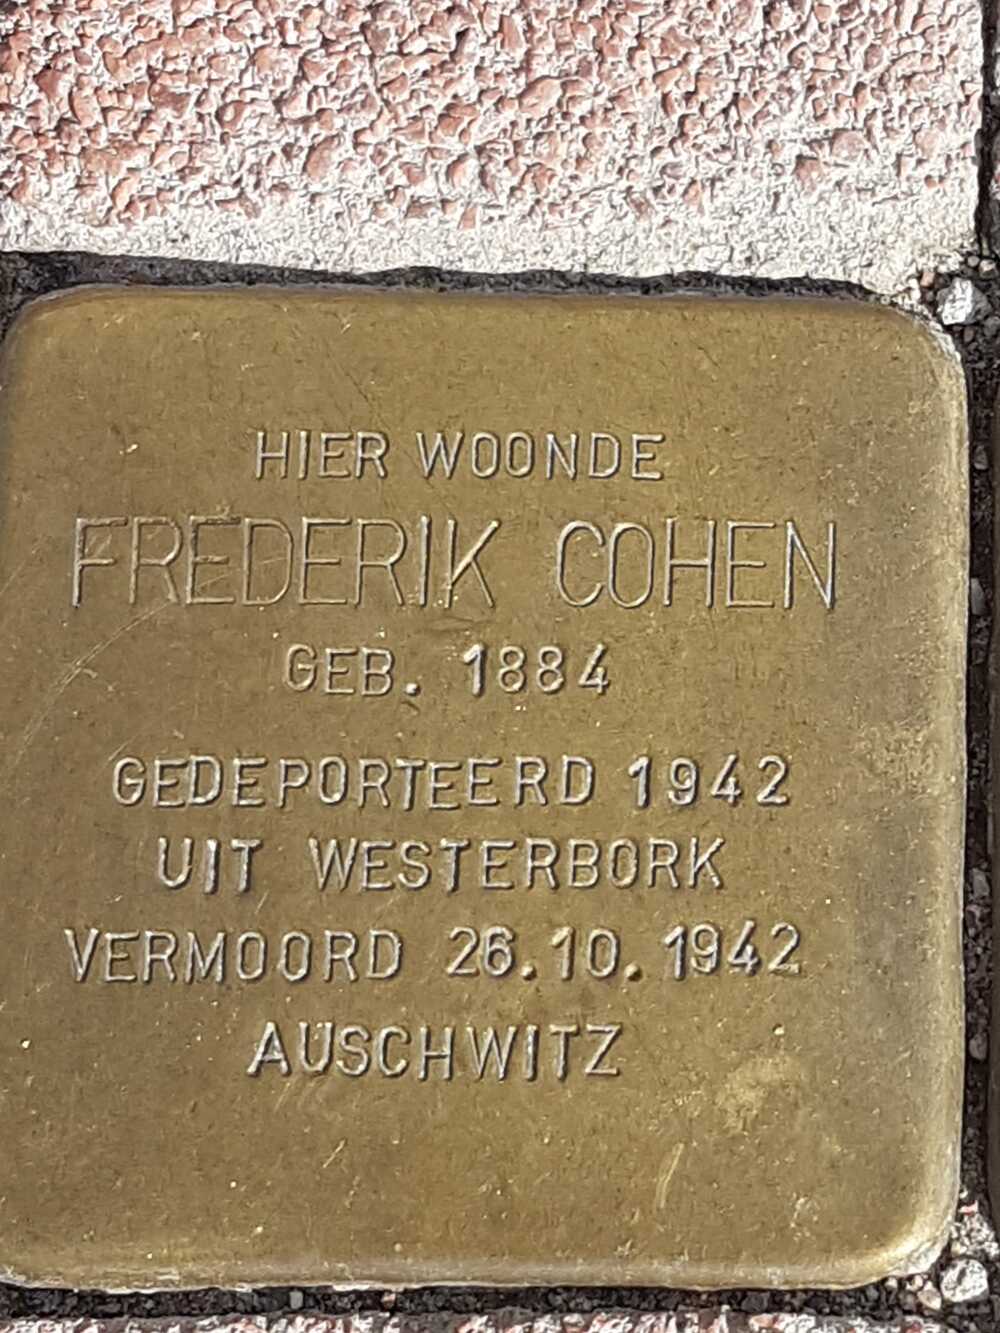 HIER WOONDE
FREDERIK COHEN
GEB. 1884
GEDEPORTEERD 1942
UIT WESTERBORK
VERMOORD 26.10.1942
AUSCHWITZ